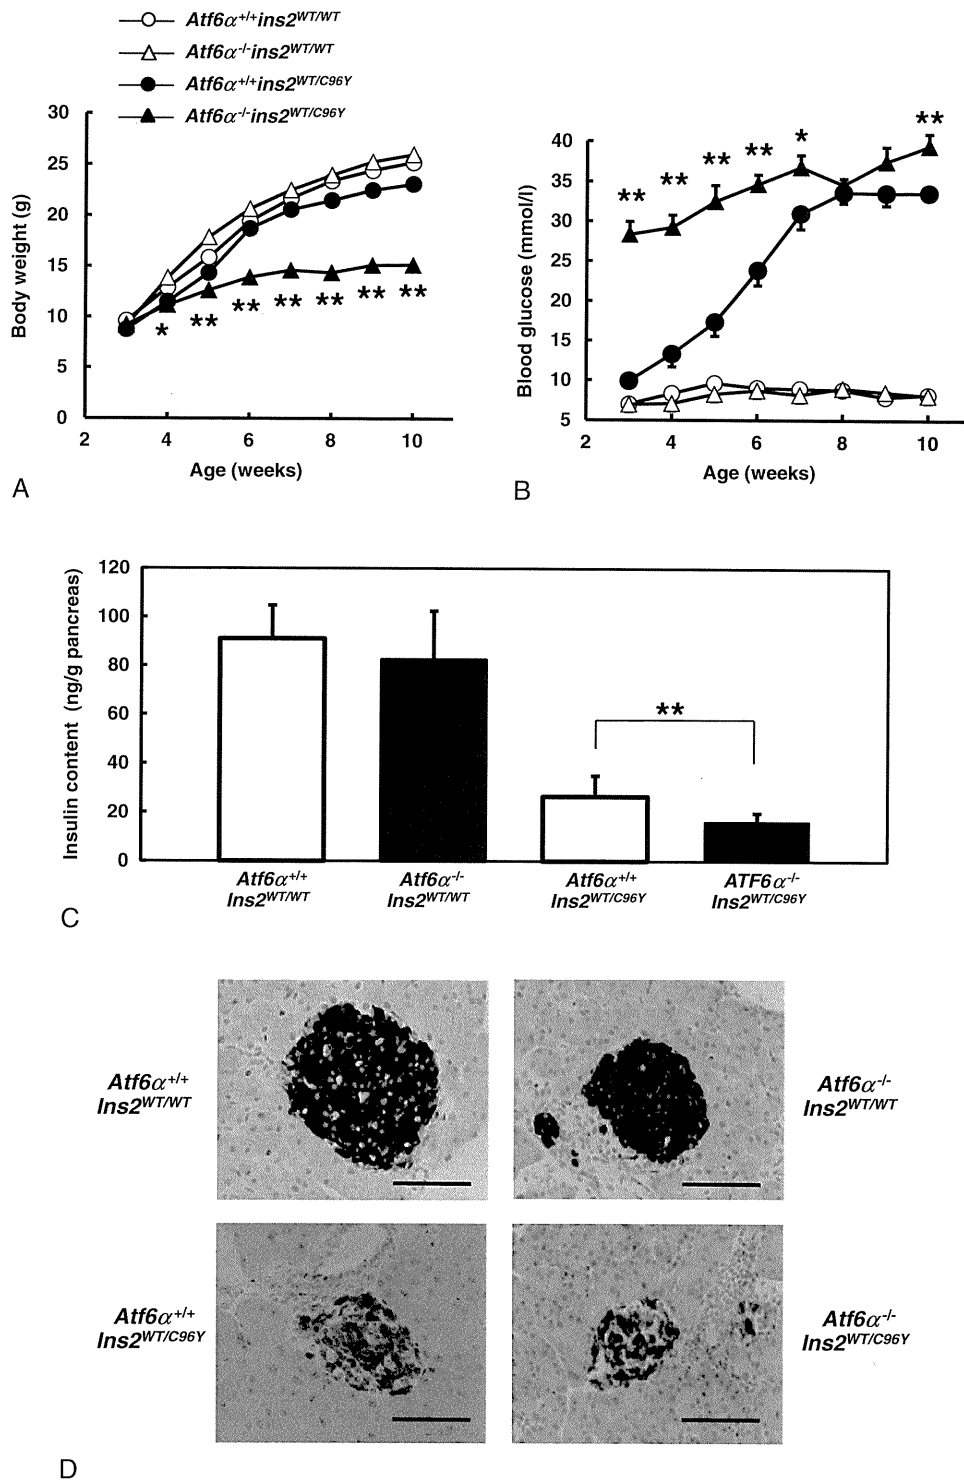 Atf6α+/+ins2WT/WT
Atf6α-/-ins2WT/WT
Atf6α+/+ins2WT/C96Y
Atf6α-/-ins2WT/C96Y
30
25
20
15
10
5
0
Body weight (g)
* ** ** ** ** ** **
2 4 6 8 10
Age (weeks)
A
40
35
30
25
20
15
10
5
Blood glucose (mmol/l)
** ** ** ** * **
2 4 6 8 10
Age (weeks)
B
120
100
80
60
40
20
0
Insulin content (ng/g pancreas)
**
Atf6α+/+ Atf6α-/- Atf6α+/+ ATF6α-/-
Ins2WT/WT Ins2WT/WT Ins2WT/C96Y Ins2WT/C96Y
C
Atf6α+/+
Ins2WT/WT
Atf6α-/-
Ins2WT/WT
Atf6α+/+
Ins2WT/C96Y
Atf6α-/-
Ins2WT/C96Y
D